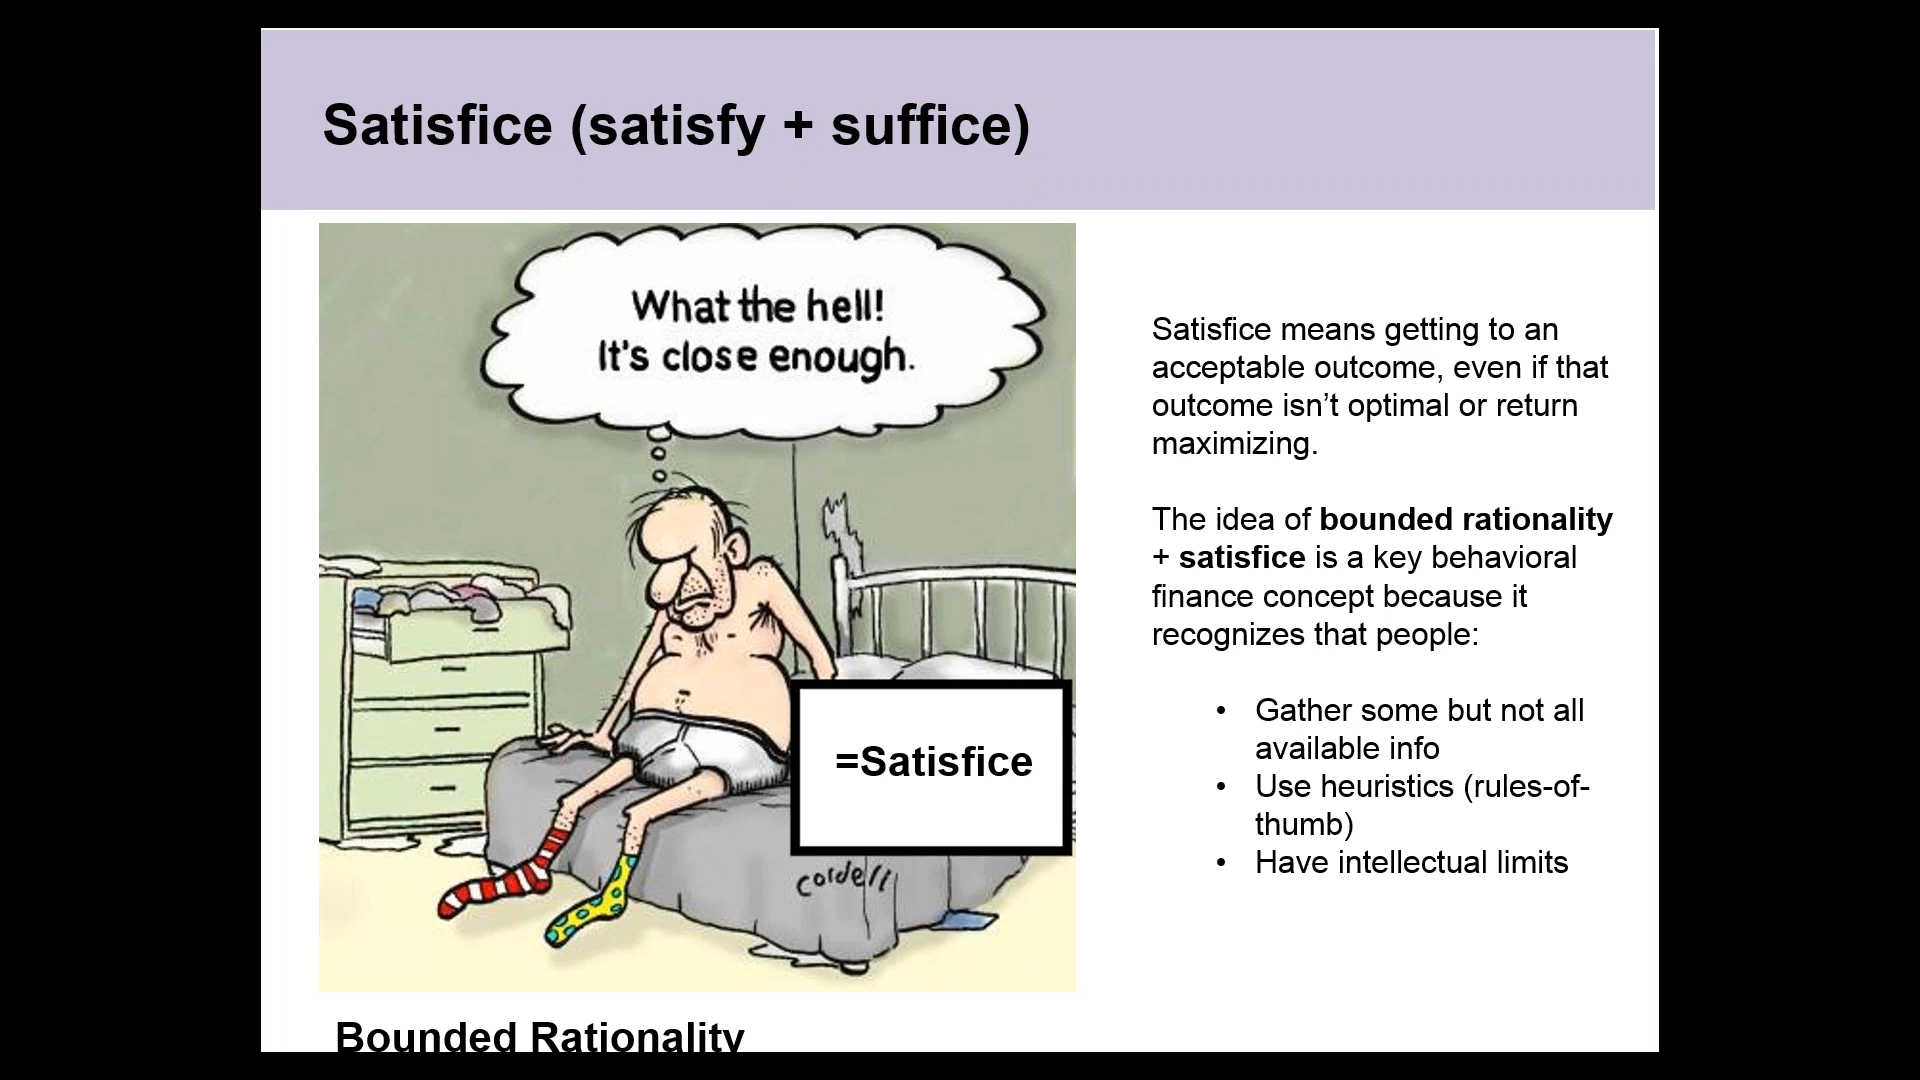 Satisfice (satisfy + suffice)
What the hell!
It's close enough.
=Satisfice
Cordell
Bounded Rationality
Satisfice means getting to an
acceptable outcome, even if that
outcome isn’t optimal or return
maximizing.
The idea of bounded rationality
+ satisfice is a key behavioral
finance concept because it
recognizes that people:
• Gather some but not all
available info
• Use heuristics (rules-of-
thumb)
• Have intellectual limits